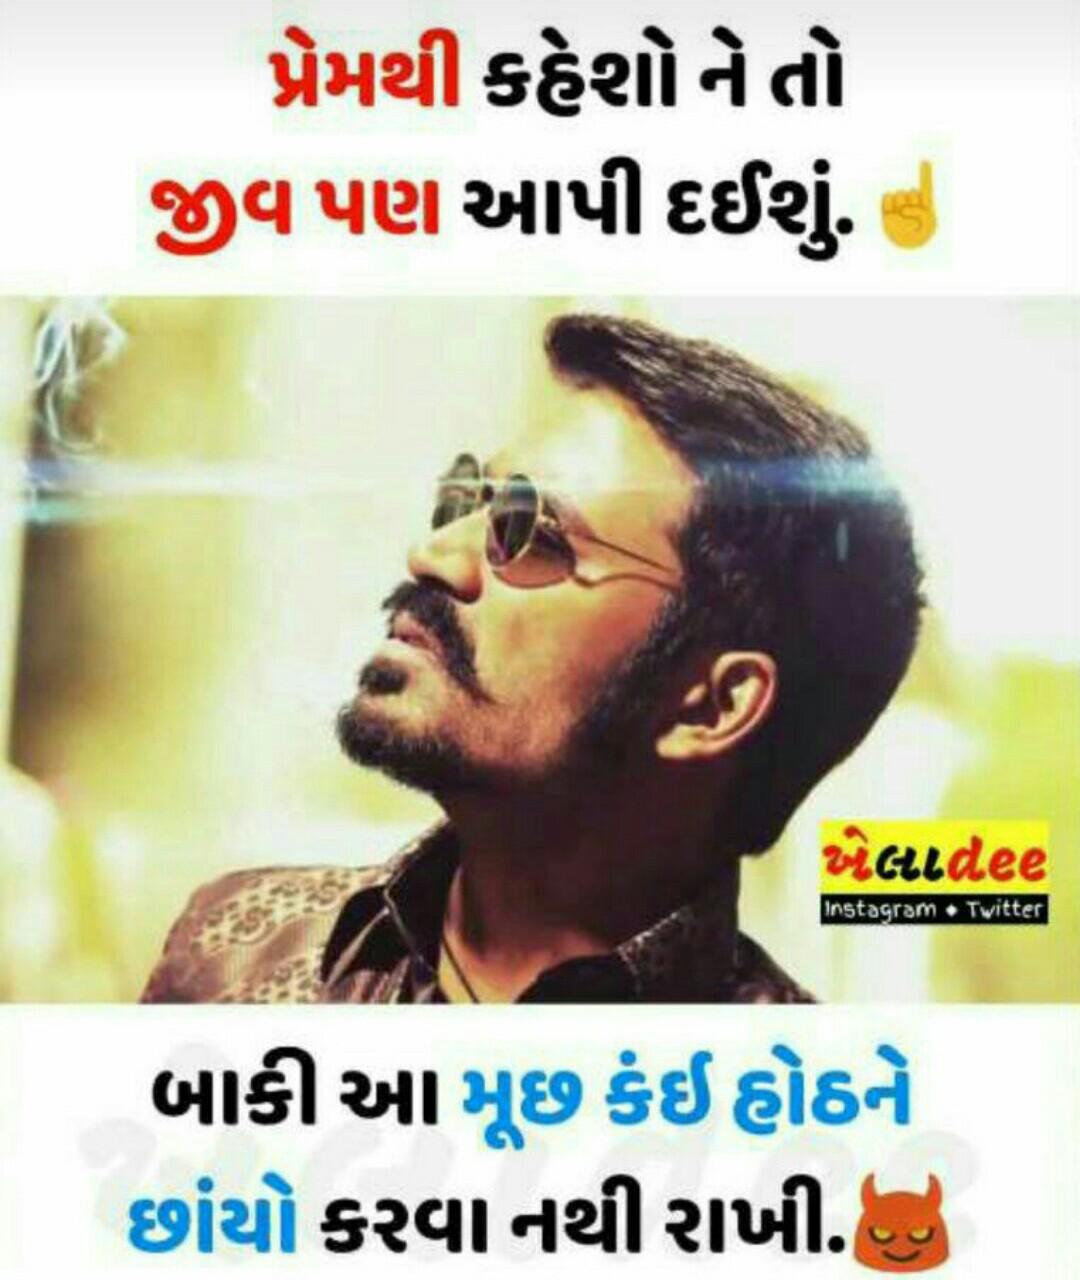 પ્રેમથી કહેશો ને તો
જીવ પણ આપી દઈશું. ☝
ખેલાdee
Instagram ♦ Twitter
બાકી આ મૂછ કંઇ હોઠને
છાંયો કરવા નથી રાખી. 😈